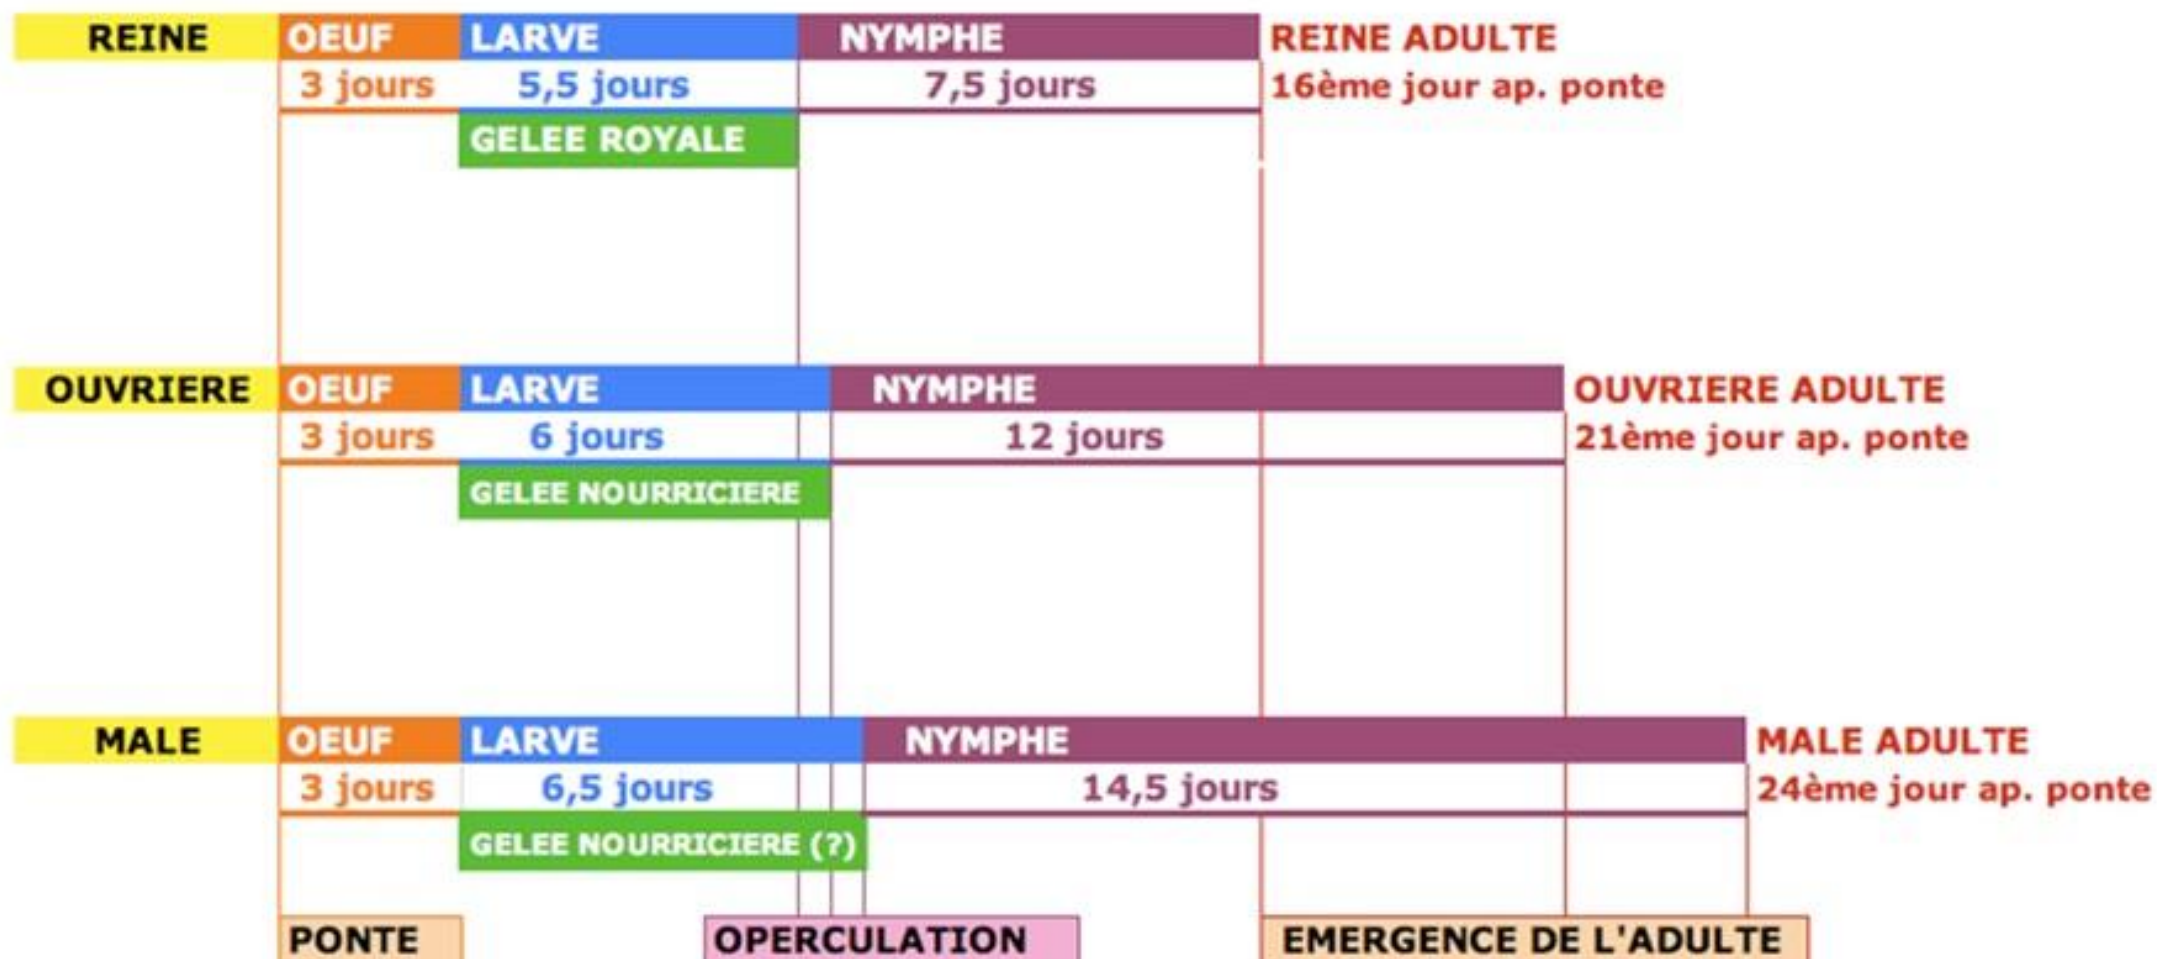 REINE OEUF LARVE NYMPHE REINE ADULTE
3 jours 5,5 jours 7,5 jours 16ème jour ap. ponte
GELEE ROYALE
OUVRIERE OEUF LARVE NYMPHE OUVRIERE ADULTE
3 jours 6 jours 12 jours 21ème jour ap. ponte
GELEE NOURRICIERE
MALE OEUF LARVE NYMPHE MALE ADULTE
3 jours 6,5 jours 14,5 jours 24ème jour ap. ponte
GELEE NOURRICIERE (?)
PONTE OPERCULATION EMERGENCE DE L'ADULTE